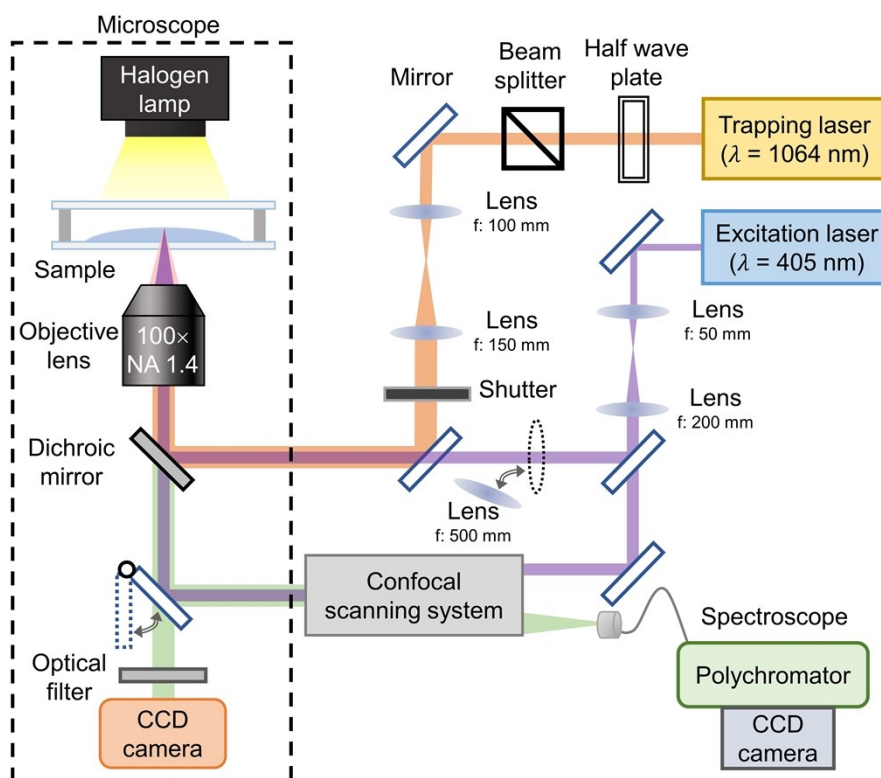 Microscope
Halogen
lamp
Sample
Objective
lens
100×
NA 1.4
Dichroic
mirror
Optical
filter
CCD
camera
Mirror
Beam
splitter
Half wave
plate
Trapping laser
(λ = 1064 nm)
Lens
f: 100 mm
Excitation laser
(λ = 405 nm)
Lens
f: 50 mm
Lens
f: 150 mm
Shutter
Lens
f: 200 mm
Lens
f: 500 mm
Confocal
scanning system
Spectroscope
Polychromator
CCD
camera